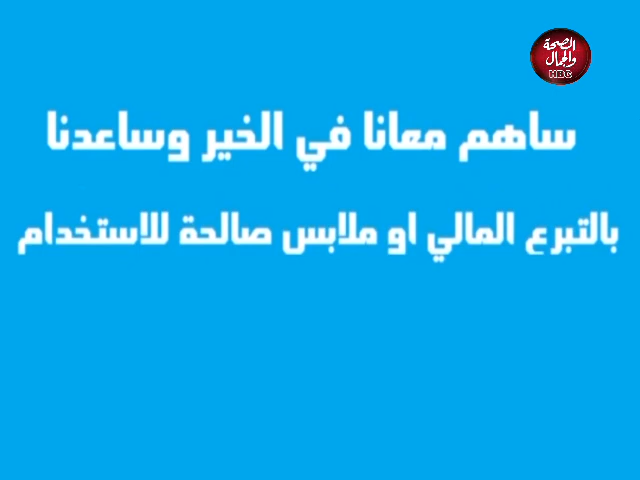 الصحة
والجمال
HBC
ساهم معانا في الخير وساعدنا
بالتبرع المالي او ملابس صالحة للاستخدام